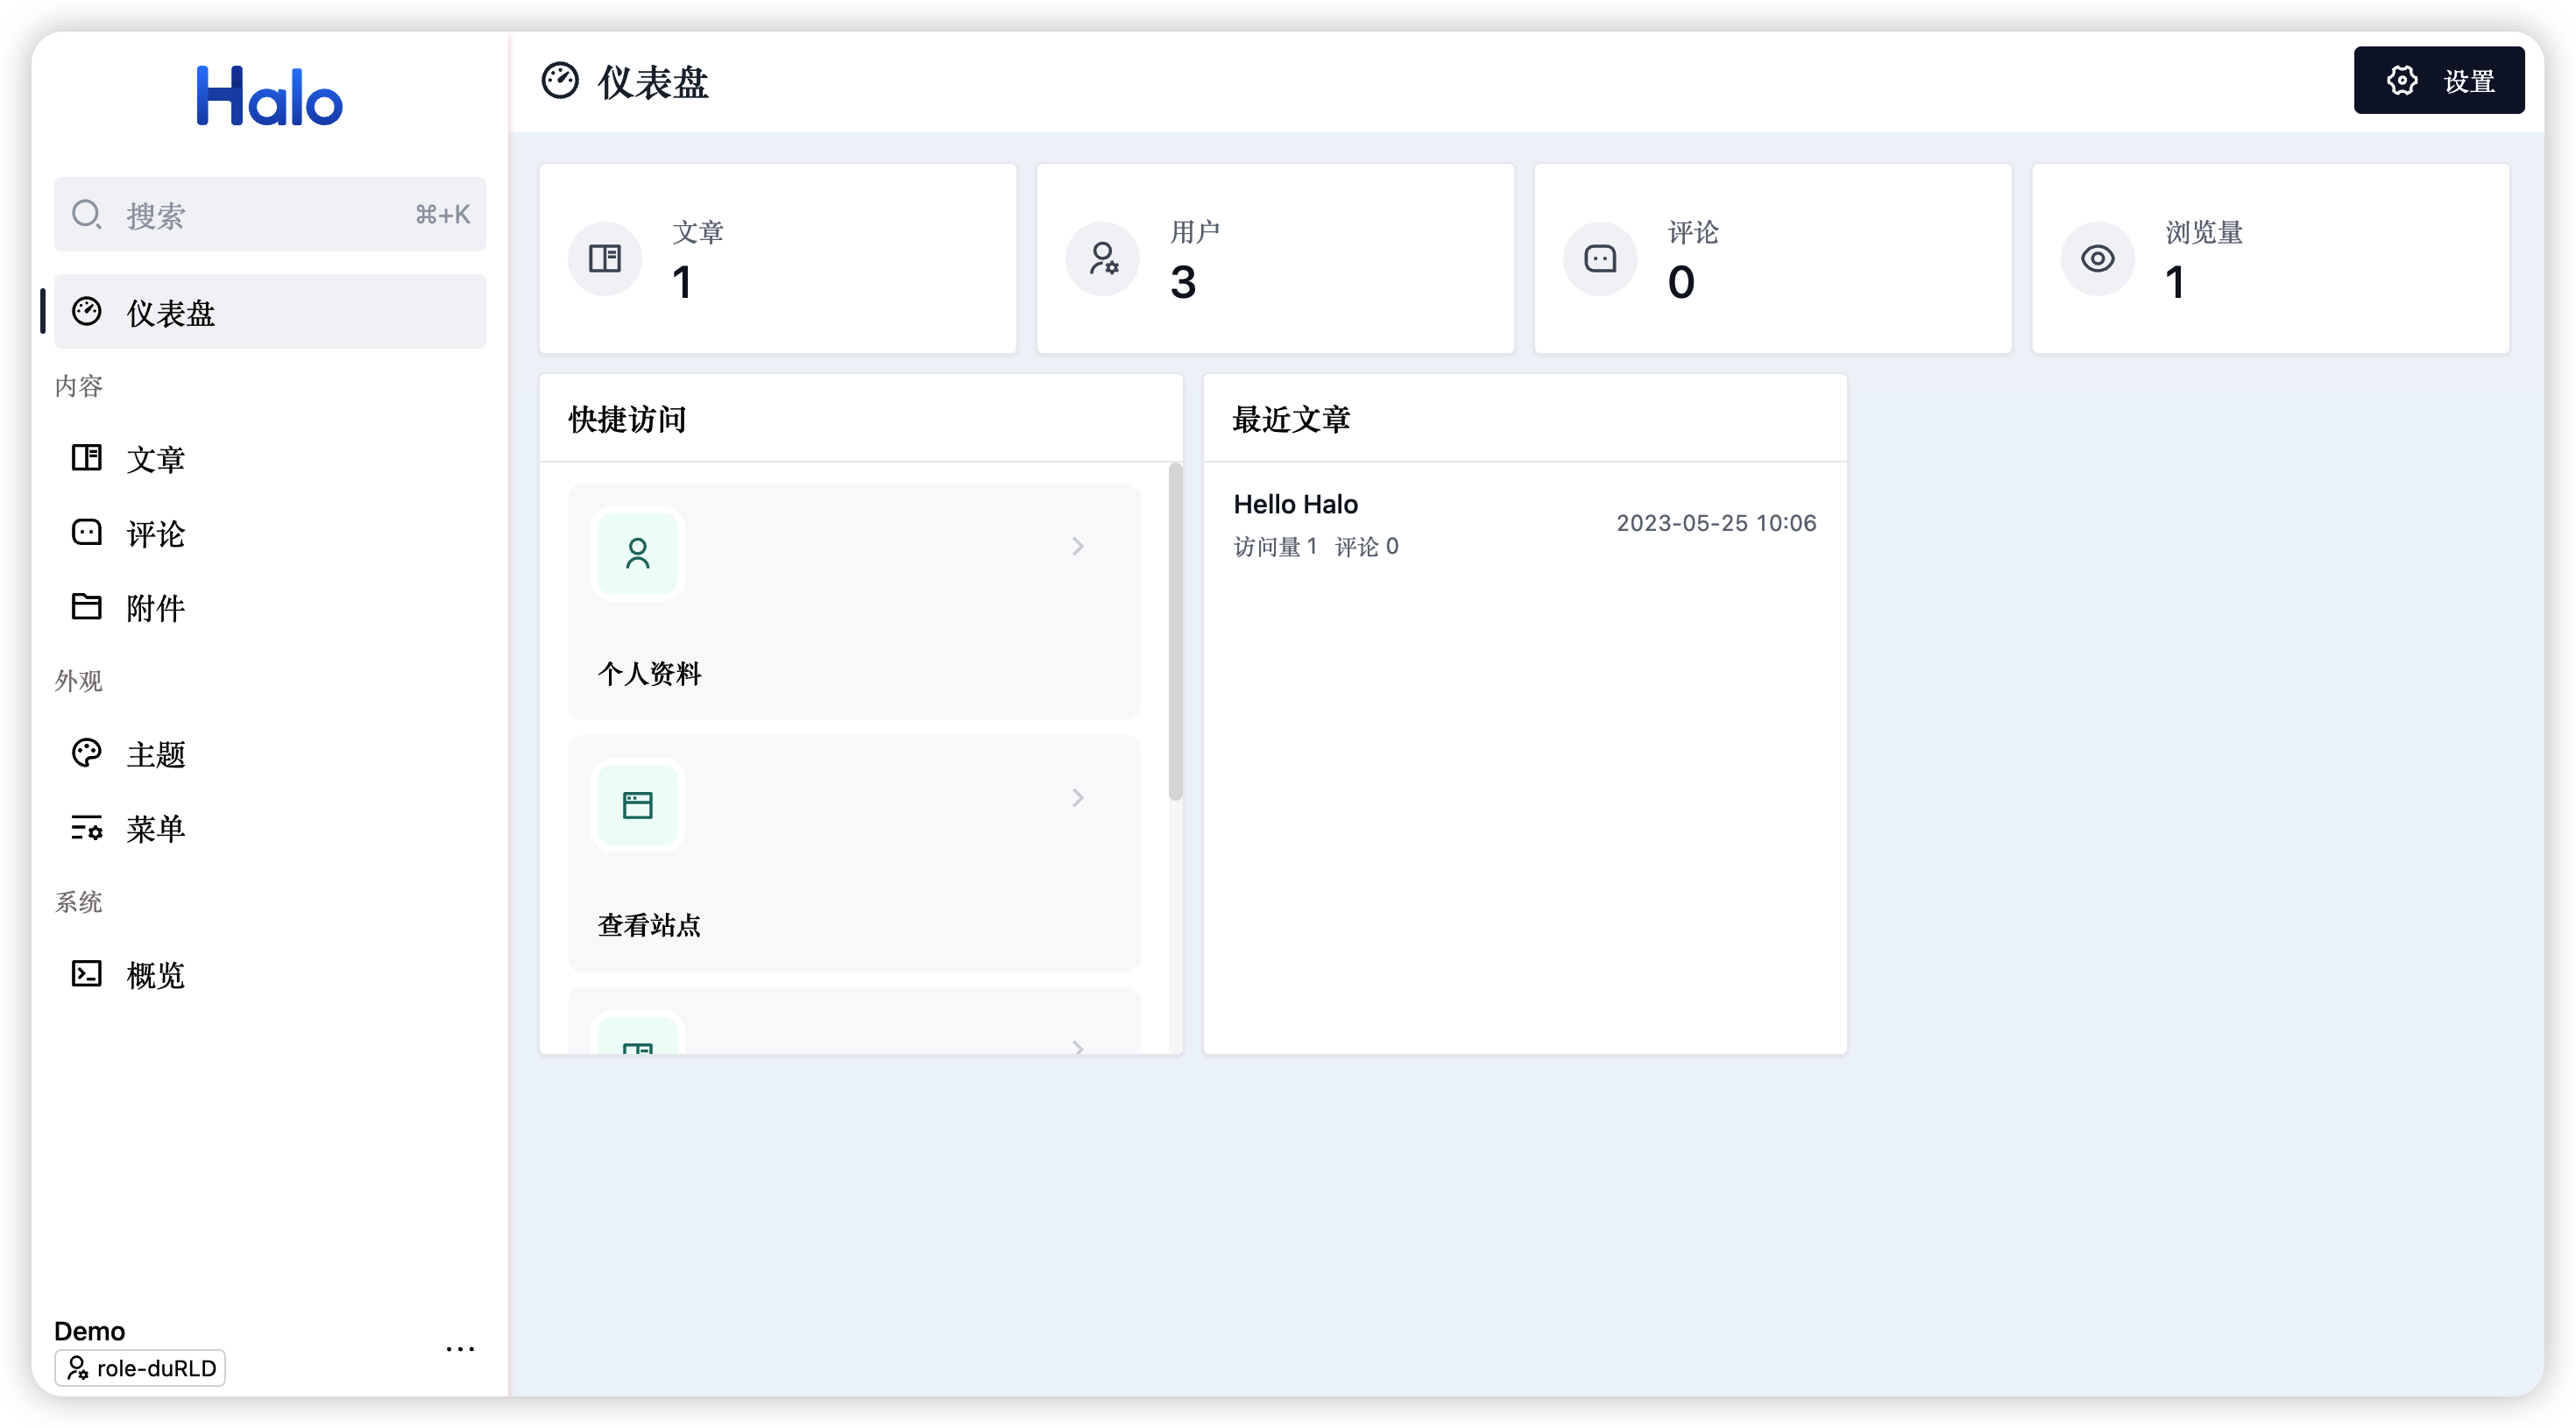 Halo
搜索 ⌘+K
仪表盘
内容
文章
评论
附件
外观
主题
菜单
系统
概览
Demo
role-duRLD
...
仪表盘
设置
文章
1
用户
3
评论
0
浏览量
1
快捷访问
个人资料
查看站点
最近文章
Hello Halo
访问量 1 评论 0
2023-05-25 10:06